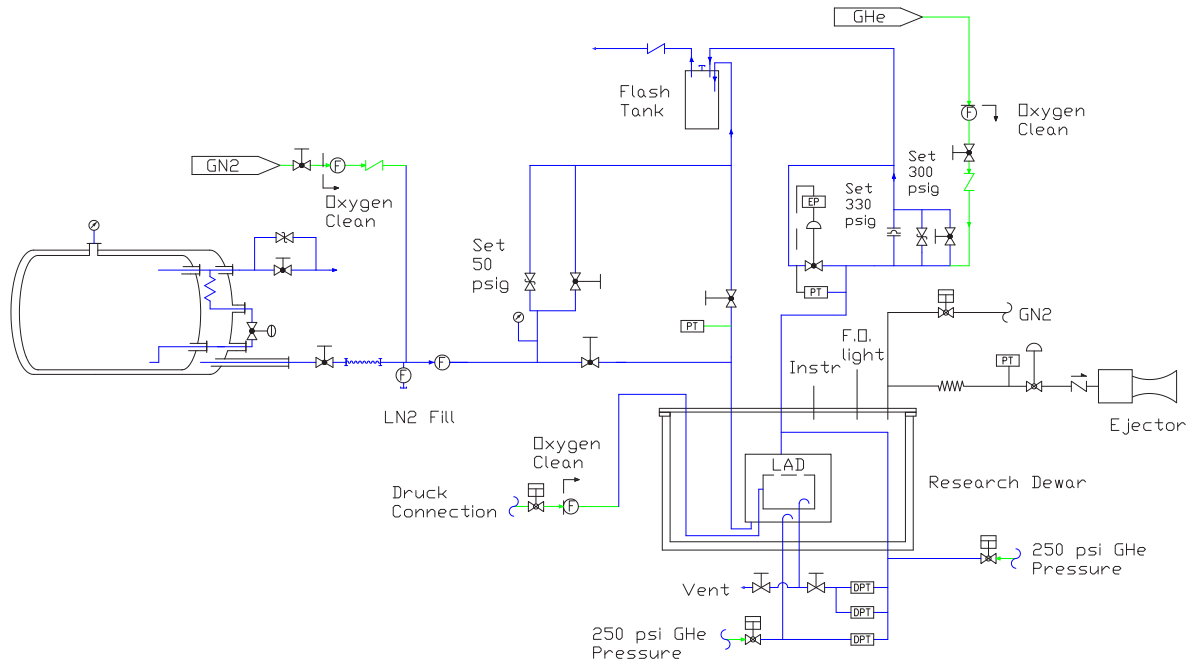 GHe
Flash
Tank
Oxygen
Clean
F
GN2
F
Oxygen
Clean
Set
300
psig
Set
330
psig
EP
PT
Set
50
psig
PT
GN2
F.O.
light
Instr
PT
F
F
LN2 Fill
Ejector
Oxygen
Clean
Druck
Connection
F
LAD
Research Dewar
250 psi GHe
Pressure
Vent
DPT
DPT
DPT
250 psi GHe
Pressure